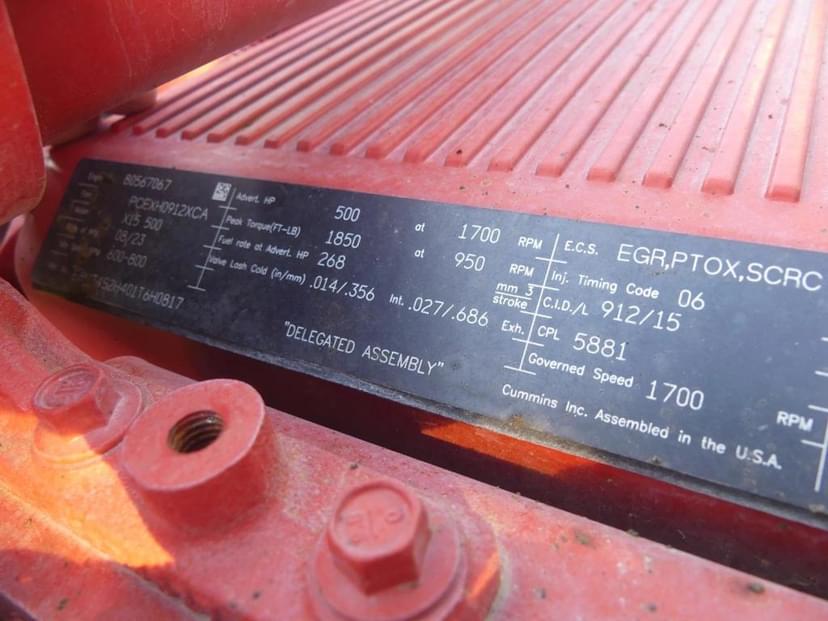 80567067
PCEXH0912XCA
X15 500
08/23
600-800
Advert. HP 500 at 1700 RPM
Peak Torque(FT-LB) 1850 at 950 RPM
Fuel rate at Advert. HP 268 mm 3 stroke
Valve Lash Cold (in/mm) .014/.356 Int. .027/.686 Exh.
"DELEGATED ASSEMBLY"
E.C.S. EGR,PTOX,SCRC
Inj. Timing Code 06
C.I.D./L 912/15
CPL 5881
Governed Speed 1700 RPM
Cummins Inc. Assembled in the U.S.A.